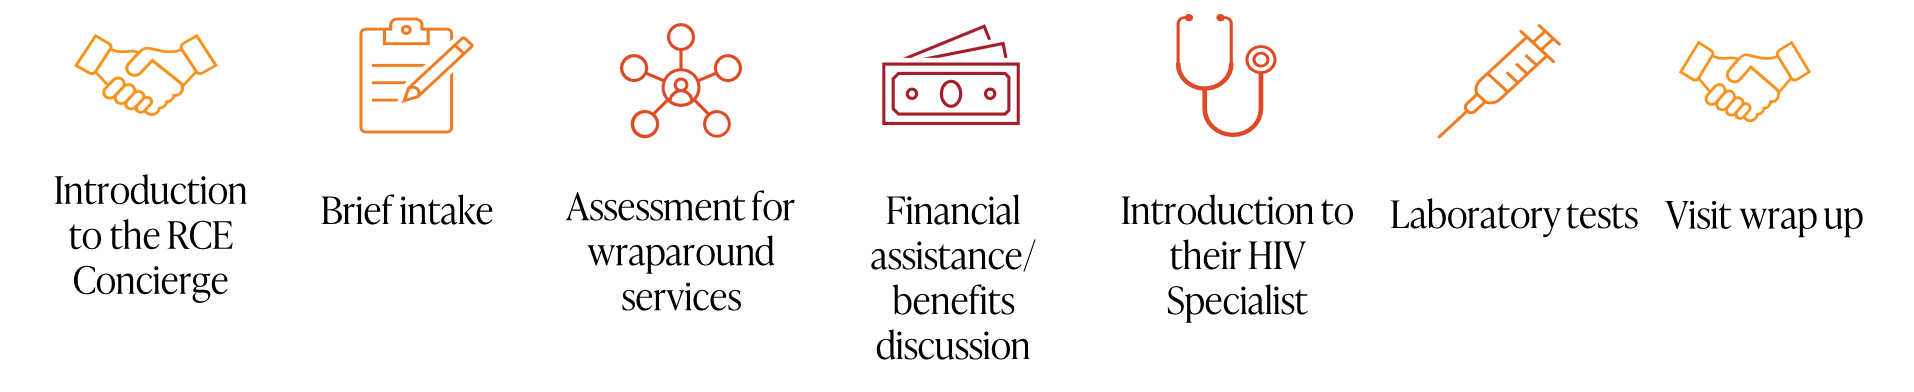 Introduction
to the RCE
Concierge
Brief intake
Assessment for
wraparound
services
Financial
assistance/
benefits
discussion
Introduction to
their HIV
Specialist
Laboratory tests
Visit wrap up